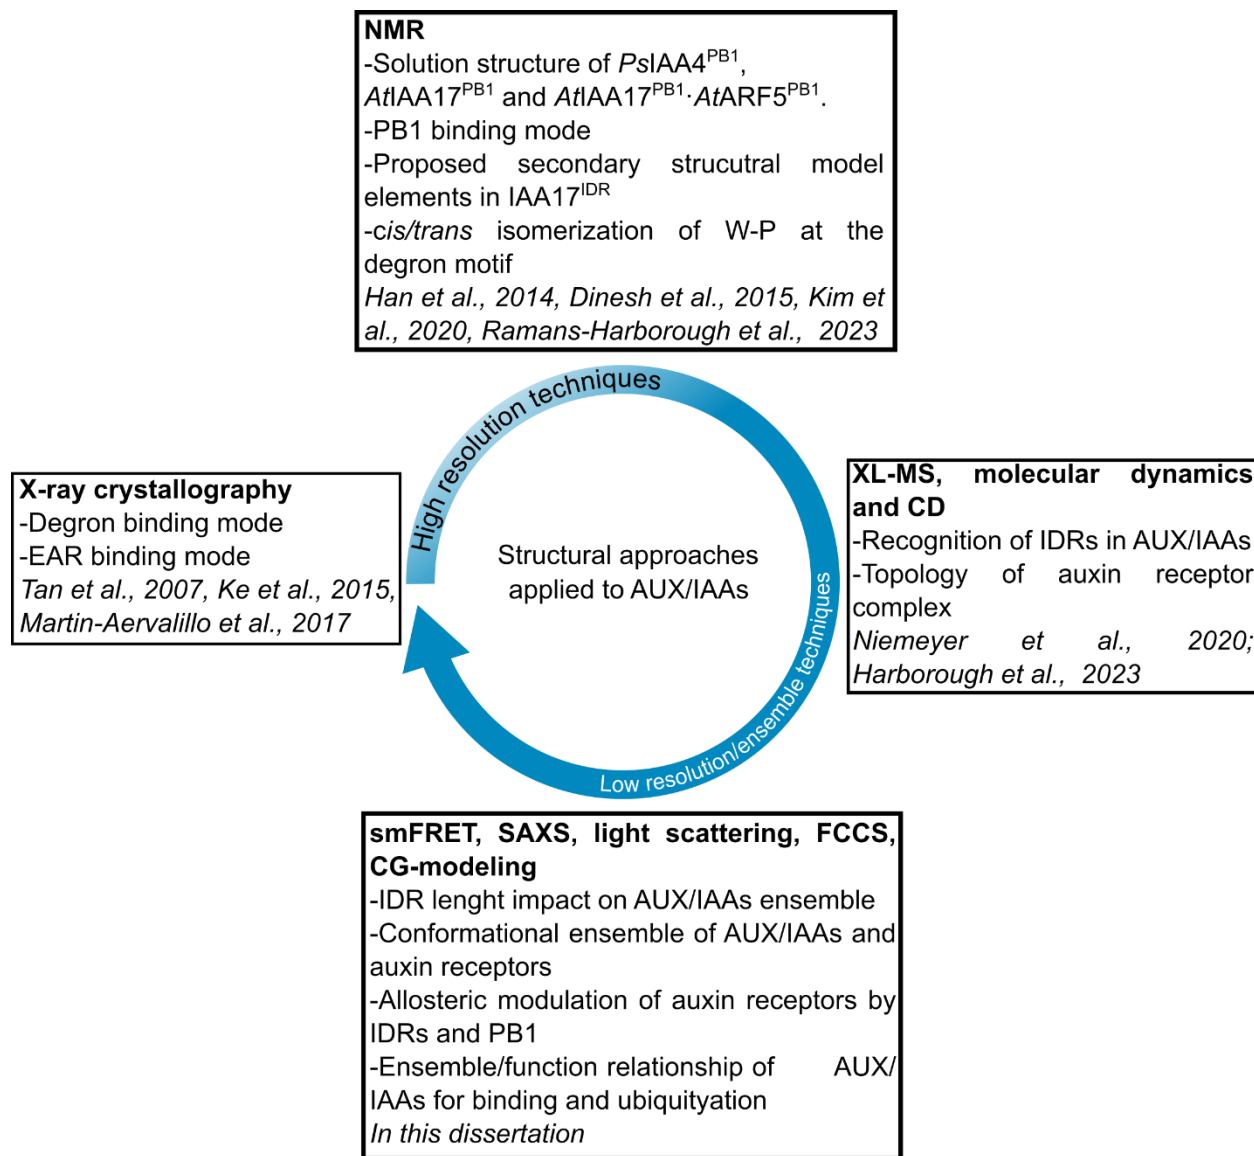 NMR
-Solution structure of PsIAA4PB1,
AtIAA17PB1 and AtIAA17PB1·AtARF5PB1.
-PB1 binding mode
-Proposed secondary strucutral model
elements in IAA17IDR
-cis/trans isomerization of W-P at the
degron motif
Han et al., 2014, Dinesh et al., 2015, Kim et
al., 2020, Ramans-Harborough et al., 2023
High resolution techniques
X-ray crystallography
-Degron binding mode
-EAR binding mode
Tan et al., 2007, Ke et al., 2015,
Martin-Aervalillo et al., 2017
Structural approaches
applied to AUX/IAAs
XL-MS, molecular dynamics
and CD
-Recognition of IDRs in AUX/IAAs
-Topology of auxin receptor
complex
Niemeyer et al., 2020;
Harborough et al., 2023
Low resolution/ensemble techniques
smFRET, SAXS, light scattering, FCCS,
CG-modeling
-IDR lenght impact on AUX/IAAs ensemble
-Conformational ensemble of AUX/IAAs and
auxin receptors
-Allosteric modulation of auxin receptors by
IDRs and PB1
-Ensemble/function relationship of AUX/
IAAs for binding and ubiquityation
In this dissertation